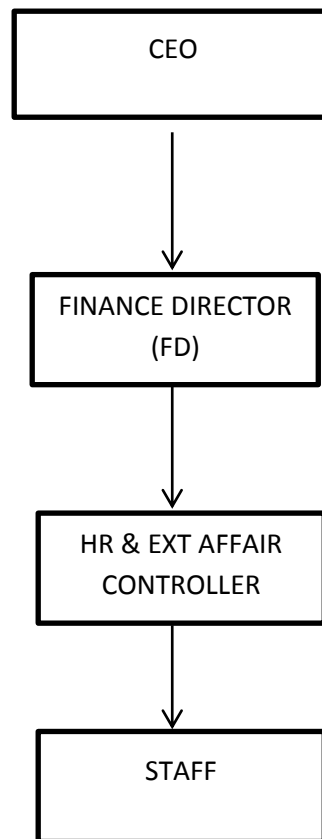 CEO
FINANCE DIRECTOR
(FD)
HR & EXT AFFAIR
CONTROLLER
STAFF